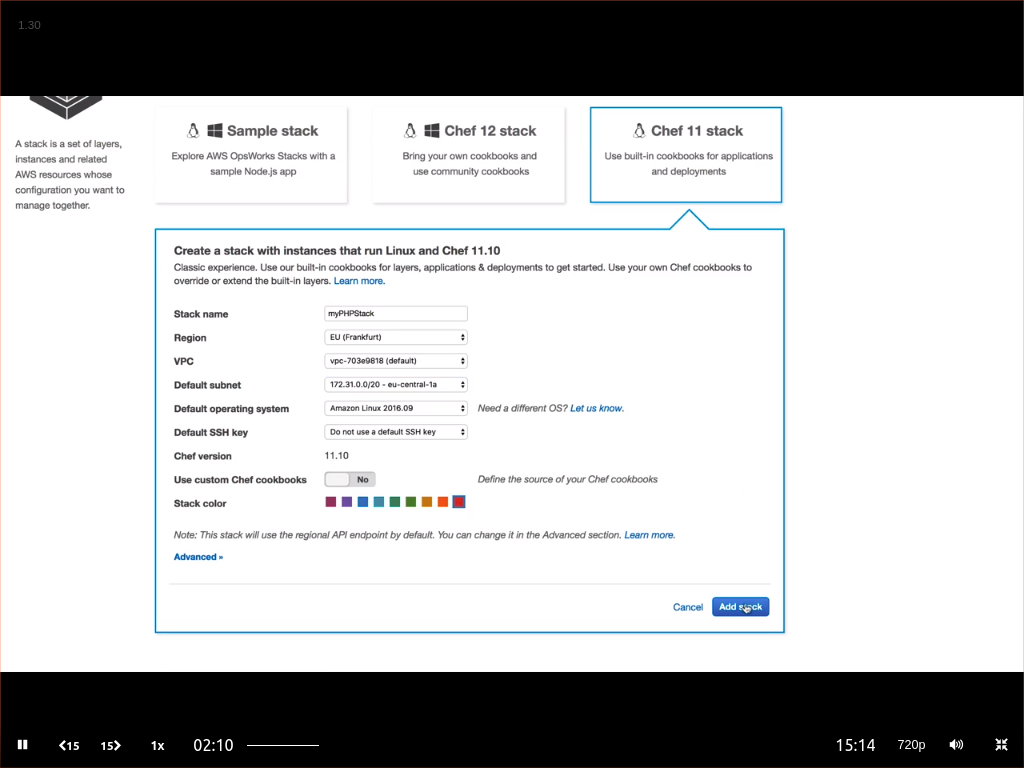 1.30
Sample stack
Explore AWS OpsWorks Stacks with a
sample Node.js app
Chef 12 stack
Bring your own cookbooks and
use community cookbooks
Chef 11 stack
Use built-in cookbooks for applications
and deployments
A stack is a set of layers,
instances and related
AWS resources whose
configuration you want to
manage together.
Create a stack with instances that run Linux and Chef 11.10
Classic experience. Use our built-in cookbooks for layers, applications & deployments to get started. Use your own Chef cookbooks to
override or extend the built-in layers. Learn more.
Stack name myPHPStack
Region EU (Frankfurt)
VPC vpc-703e9818 (default)
Default subnet 172.31.0.0/20 - eu-central-1a
Default operating system Amazon Linux 2016.09 Need a different OS? Let us know.
Default SSH key Do not use a default SSH key
Chef version 11.10
Use custom Chef cookbooks No Define the source of your Chef cookbooks
Stack color
Note: This stack will use the regional API endpoint by default. You can change it in the Advanced section. Learn more.
Advanced »
Cancel Add stack
15 15 1x 02:10 15:14 720p